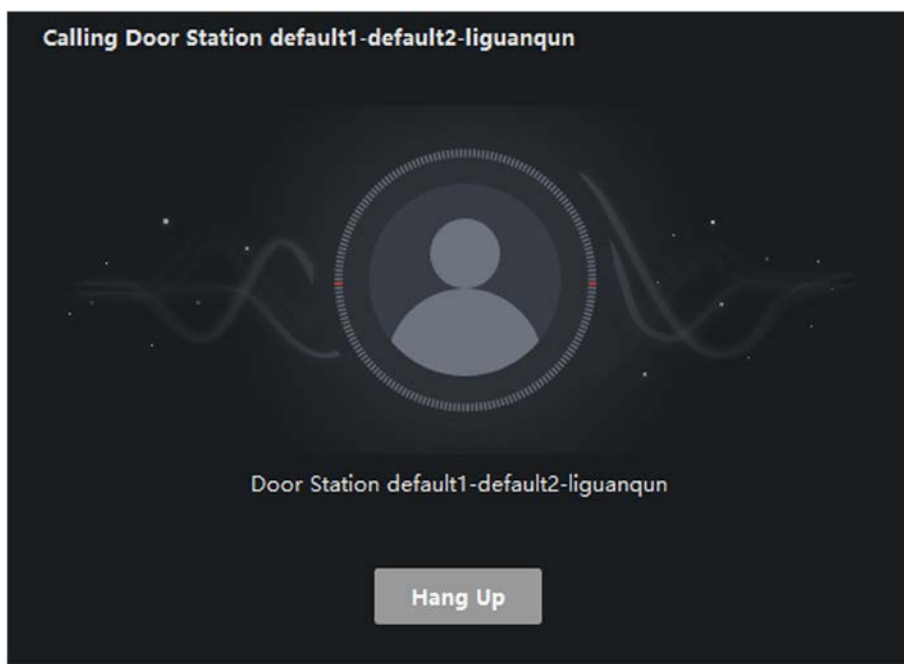 Calling Door Station default1-default2-liguanqun
Door Station default1-default2-liguanqun
Hang Up